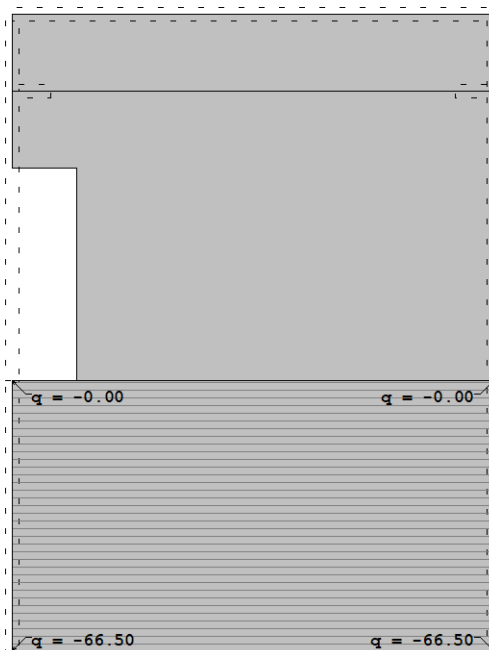 q = -0.00 q = -0.00
q = -66.50 q = -66.50